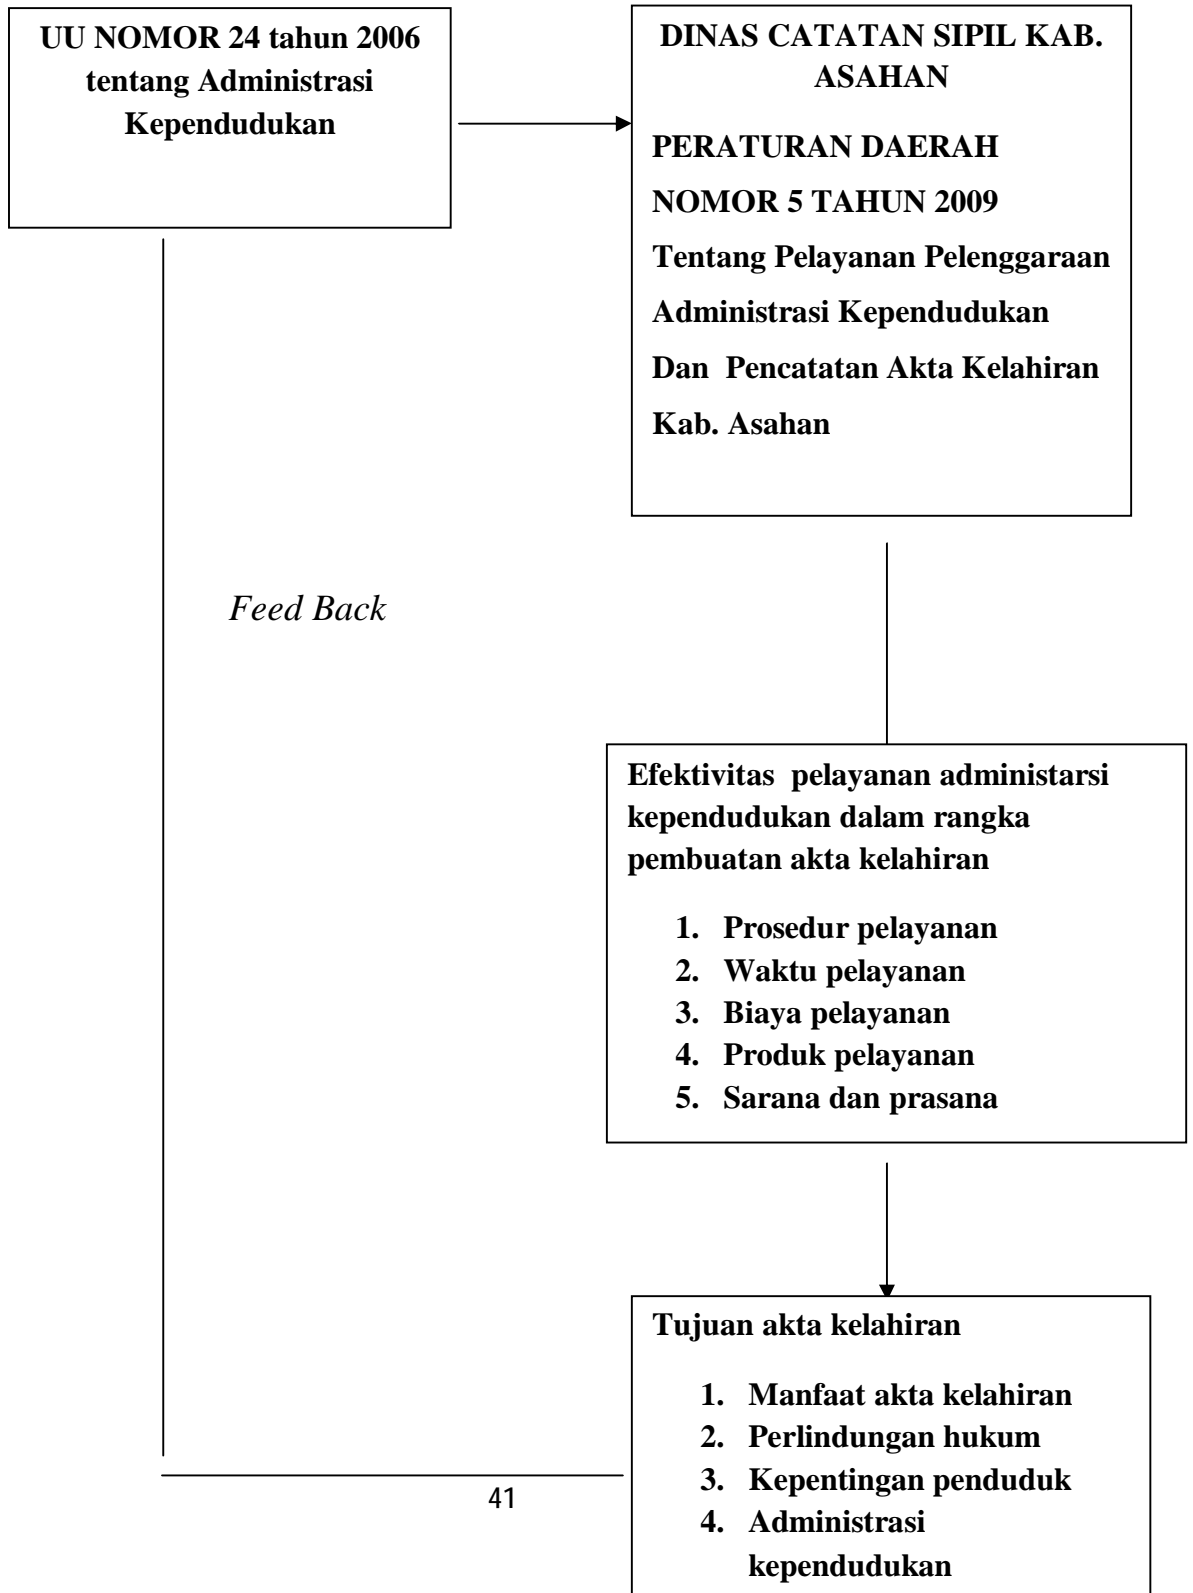 UU NOMOR 24 tahun 2006
tentang Administrasi
Kependudukan
DINAS CATATAN SIPIL KAB.
ASAHAN
PERATURAN DAERAH
NOMOR 5 TAHUN 2009
Tentang Pelayanan Pelenggaraan
Administrasi Kependudukan
Dan Pencatatan Akta Kelahiran
Kab. Asahan
Feed Back
Efektivitas pelayanan administarsi
kependudukan dalam rangka
pembuatan akta kelahiran
1. Prosedur pelayanan
2. Waktu pelayanan
3. Biaya pelayanan
4. Produk pelayanan
5. Sarana dan prasana
Tujuan akta kelahiran
1. Manfaat akta kelahiran
2. Perlindungan hukum
3. Kepentingan penduduk
4. Administrasi
kependudukan
41